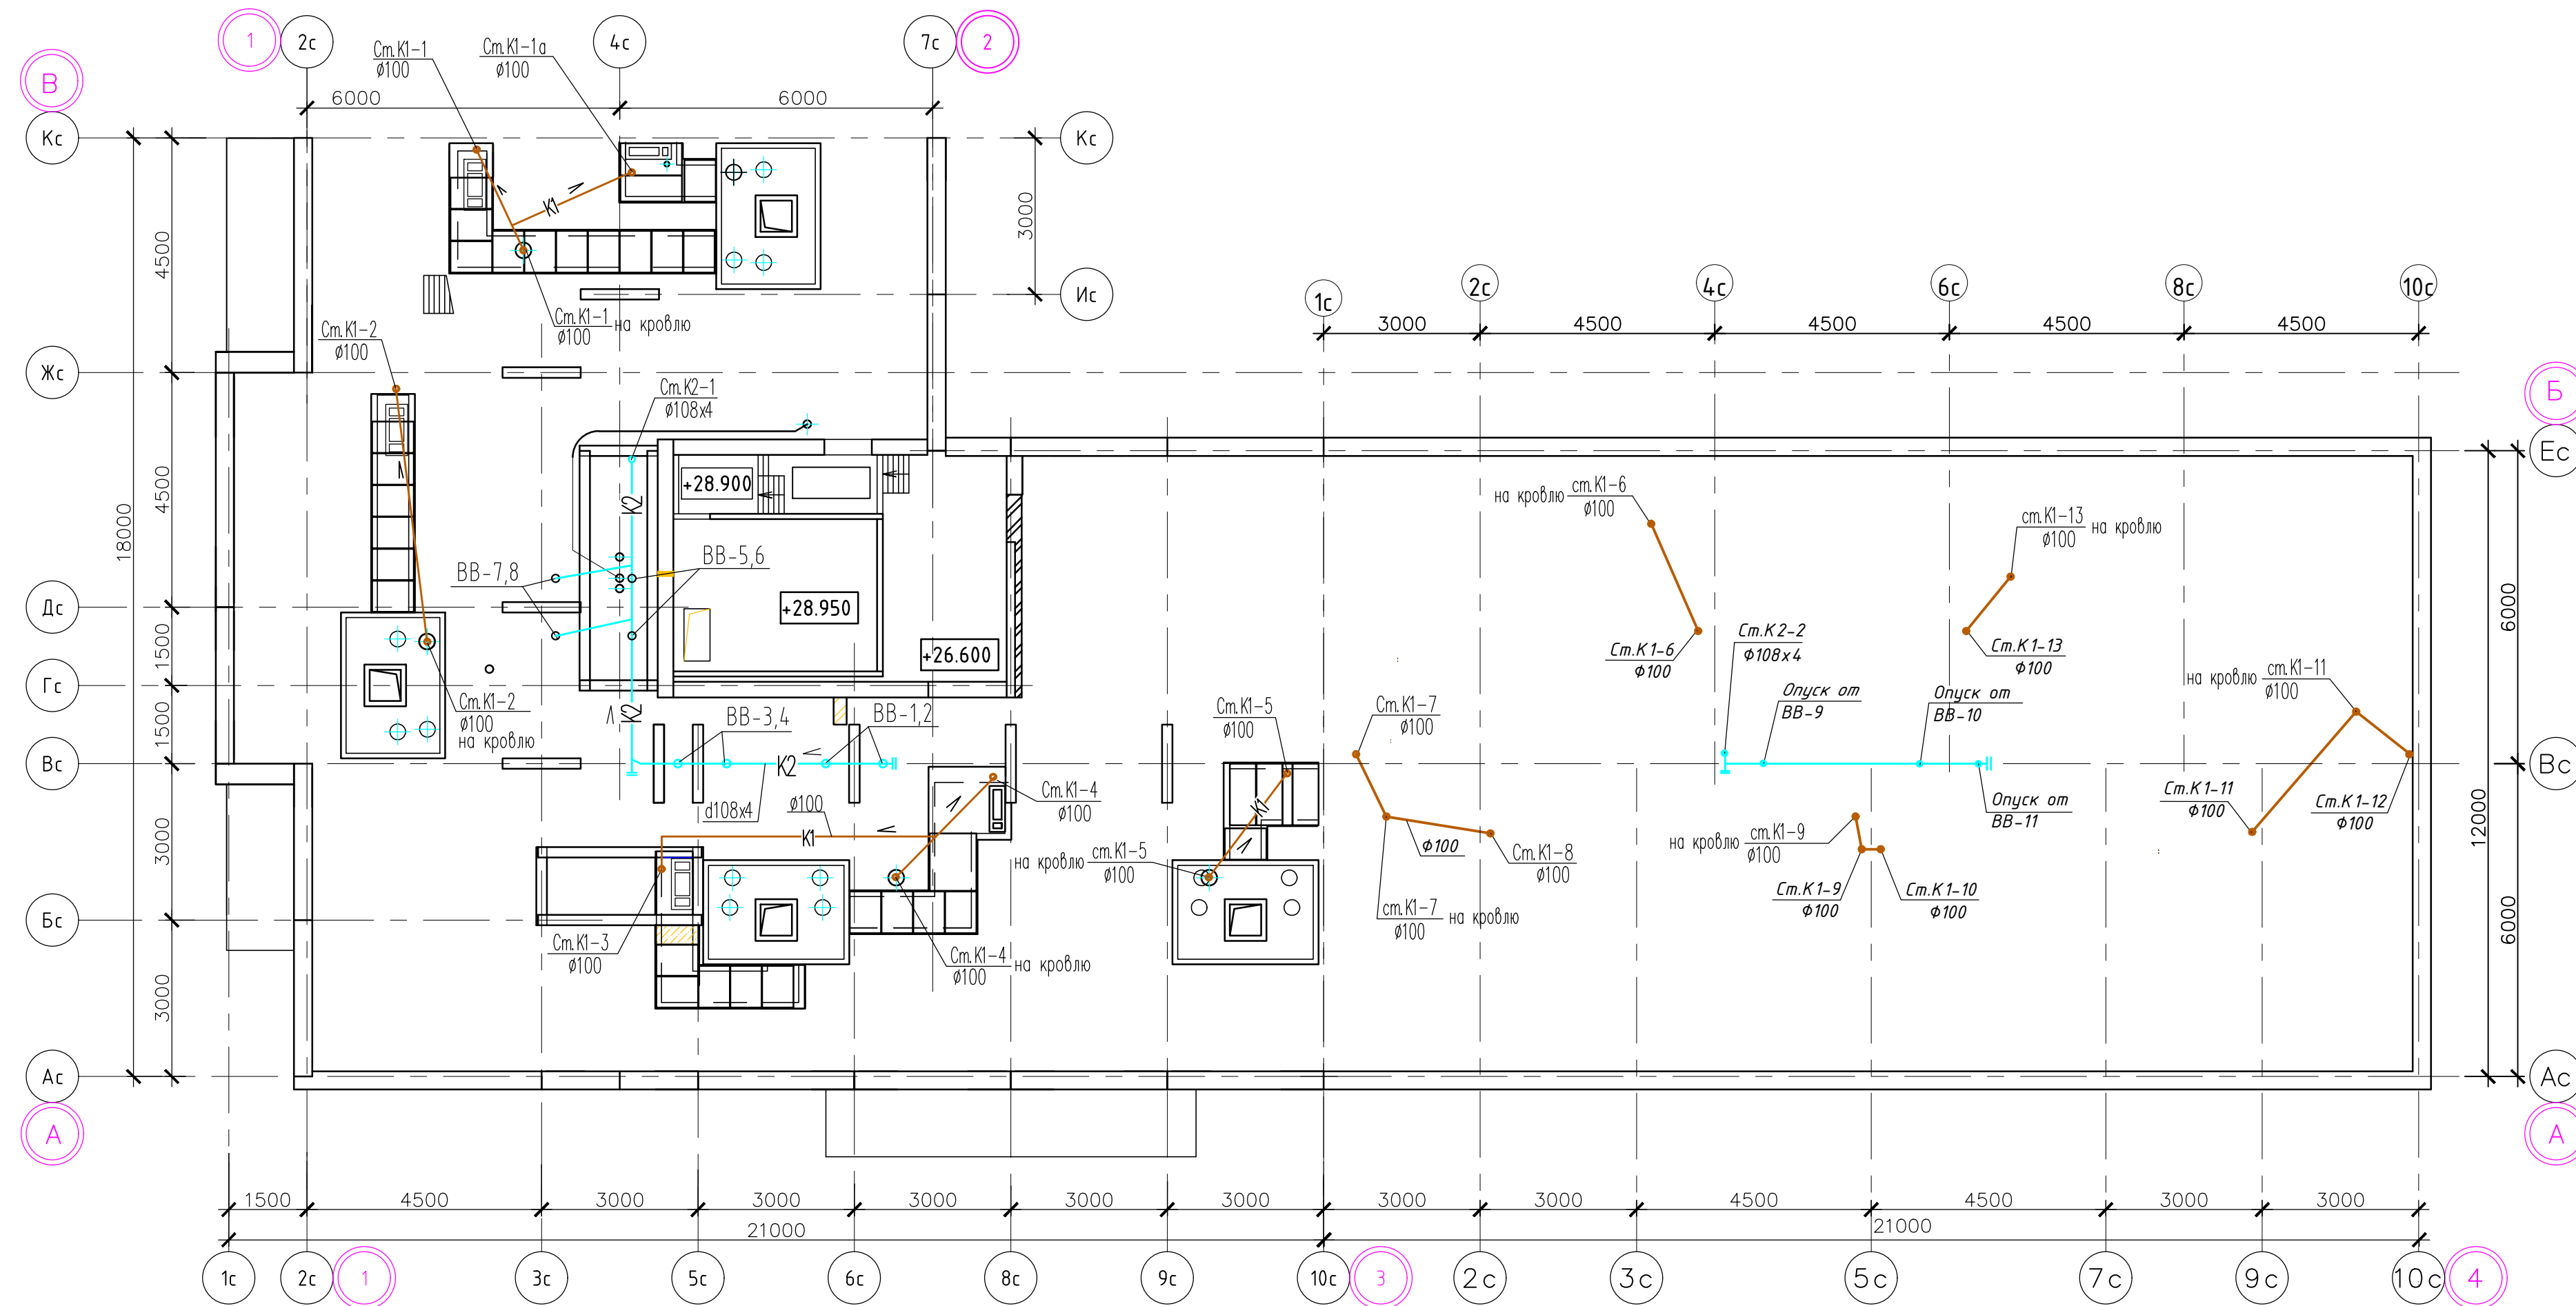 1
2с
4с
7с
2
В
Ст.К1-1
ø100
Ст.К1-1а
ø100
6000
6000
Кс
Кс
4500
3000
К1
Ис
Ст.К1-1 на кровлю
ø100
1с
2с
4с
6с
8с
10с
3000
4500
4500
4500
4500
Ст.К1-2
ø100
Жс
Ст.К2-1
ø108х4
Б
Ес
18000
4500
К2
+28.900
на кровлю ст.К1-6
ø100
ст.К1-13 на кровлю
ø100
ВВ-7,8
ВВ-5,6
+28.950
Дс
6000
1500
+26.600
Ст.К1-6
ф100
Ст.К2-2
ф108х4
Ст.К1-13
ф100
Гс
Ст.К1-2
ø100
на кровлю
К2
ВВ-3,4
ВВ-1,2
Ст.К1-5
ø100
Ст.К1-7
ø100
Опуск от
ВВ-9
Опуск от
ВВ-10
на кровлю ст.К1-11
ø100
1500
Вс
К2
Вс
d108х4
ø100
Ст.К1-4
ø100
К1
Опуск от
ВВ-11
Ст.К1-11
ф100
Ст.К1-12
ф100
12000
3000
К1
на кровлю ст.К1-5
ø100
ф100
Ст.К1-8
ø100
на кровлю ст.К1-9
ø100
Ст.К1-9
ф100
Ст.К1-10
ф100
Бс
Ст.К1-3
ø100
Ст.К1-4 на кровлю
ø100
ст.К1-7 на кровлю
ø100
6000
3000
Ас
Ас
А
А
1500
4500
3000
3000
3000
3000
3000
3000
3000
4500
4500
3000
3000
21000
21000
1с
2с
1
3с
5с
6с
8с
9с
10с
3
2с
3с
5с
7с
9с
10с
4